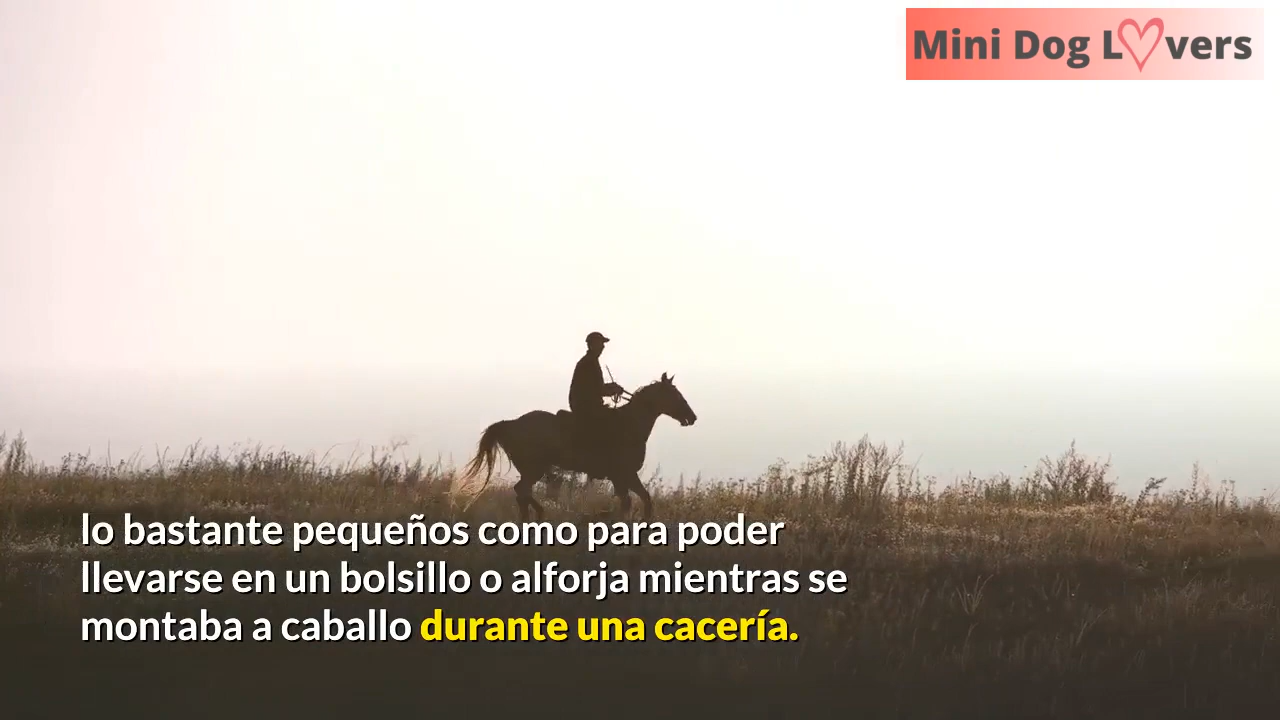 Mini Dog Lovers
lo bastante pequeños como para poder
llevarse en un bolsillo o alforja mientras se
montaba a caballo durante una cacería.